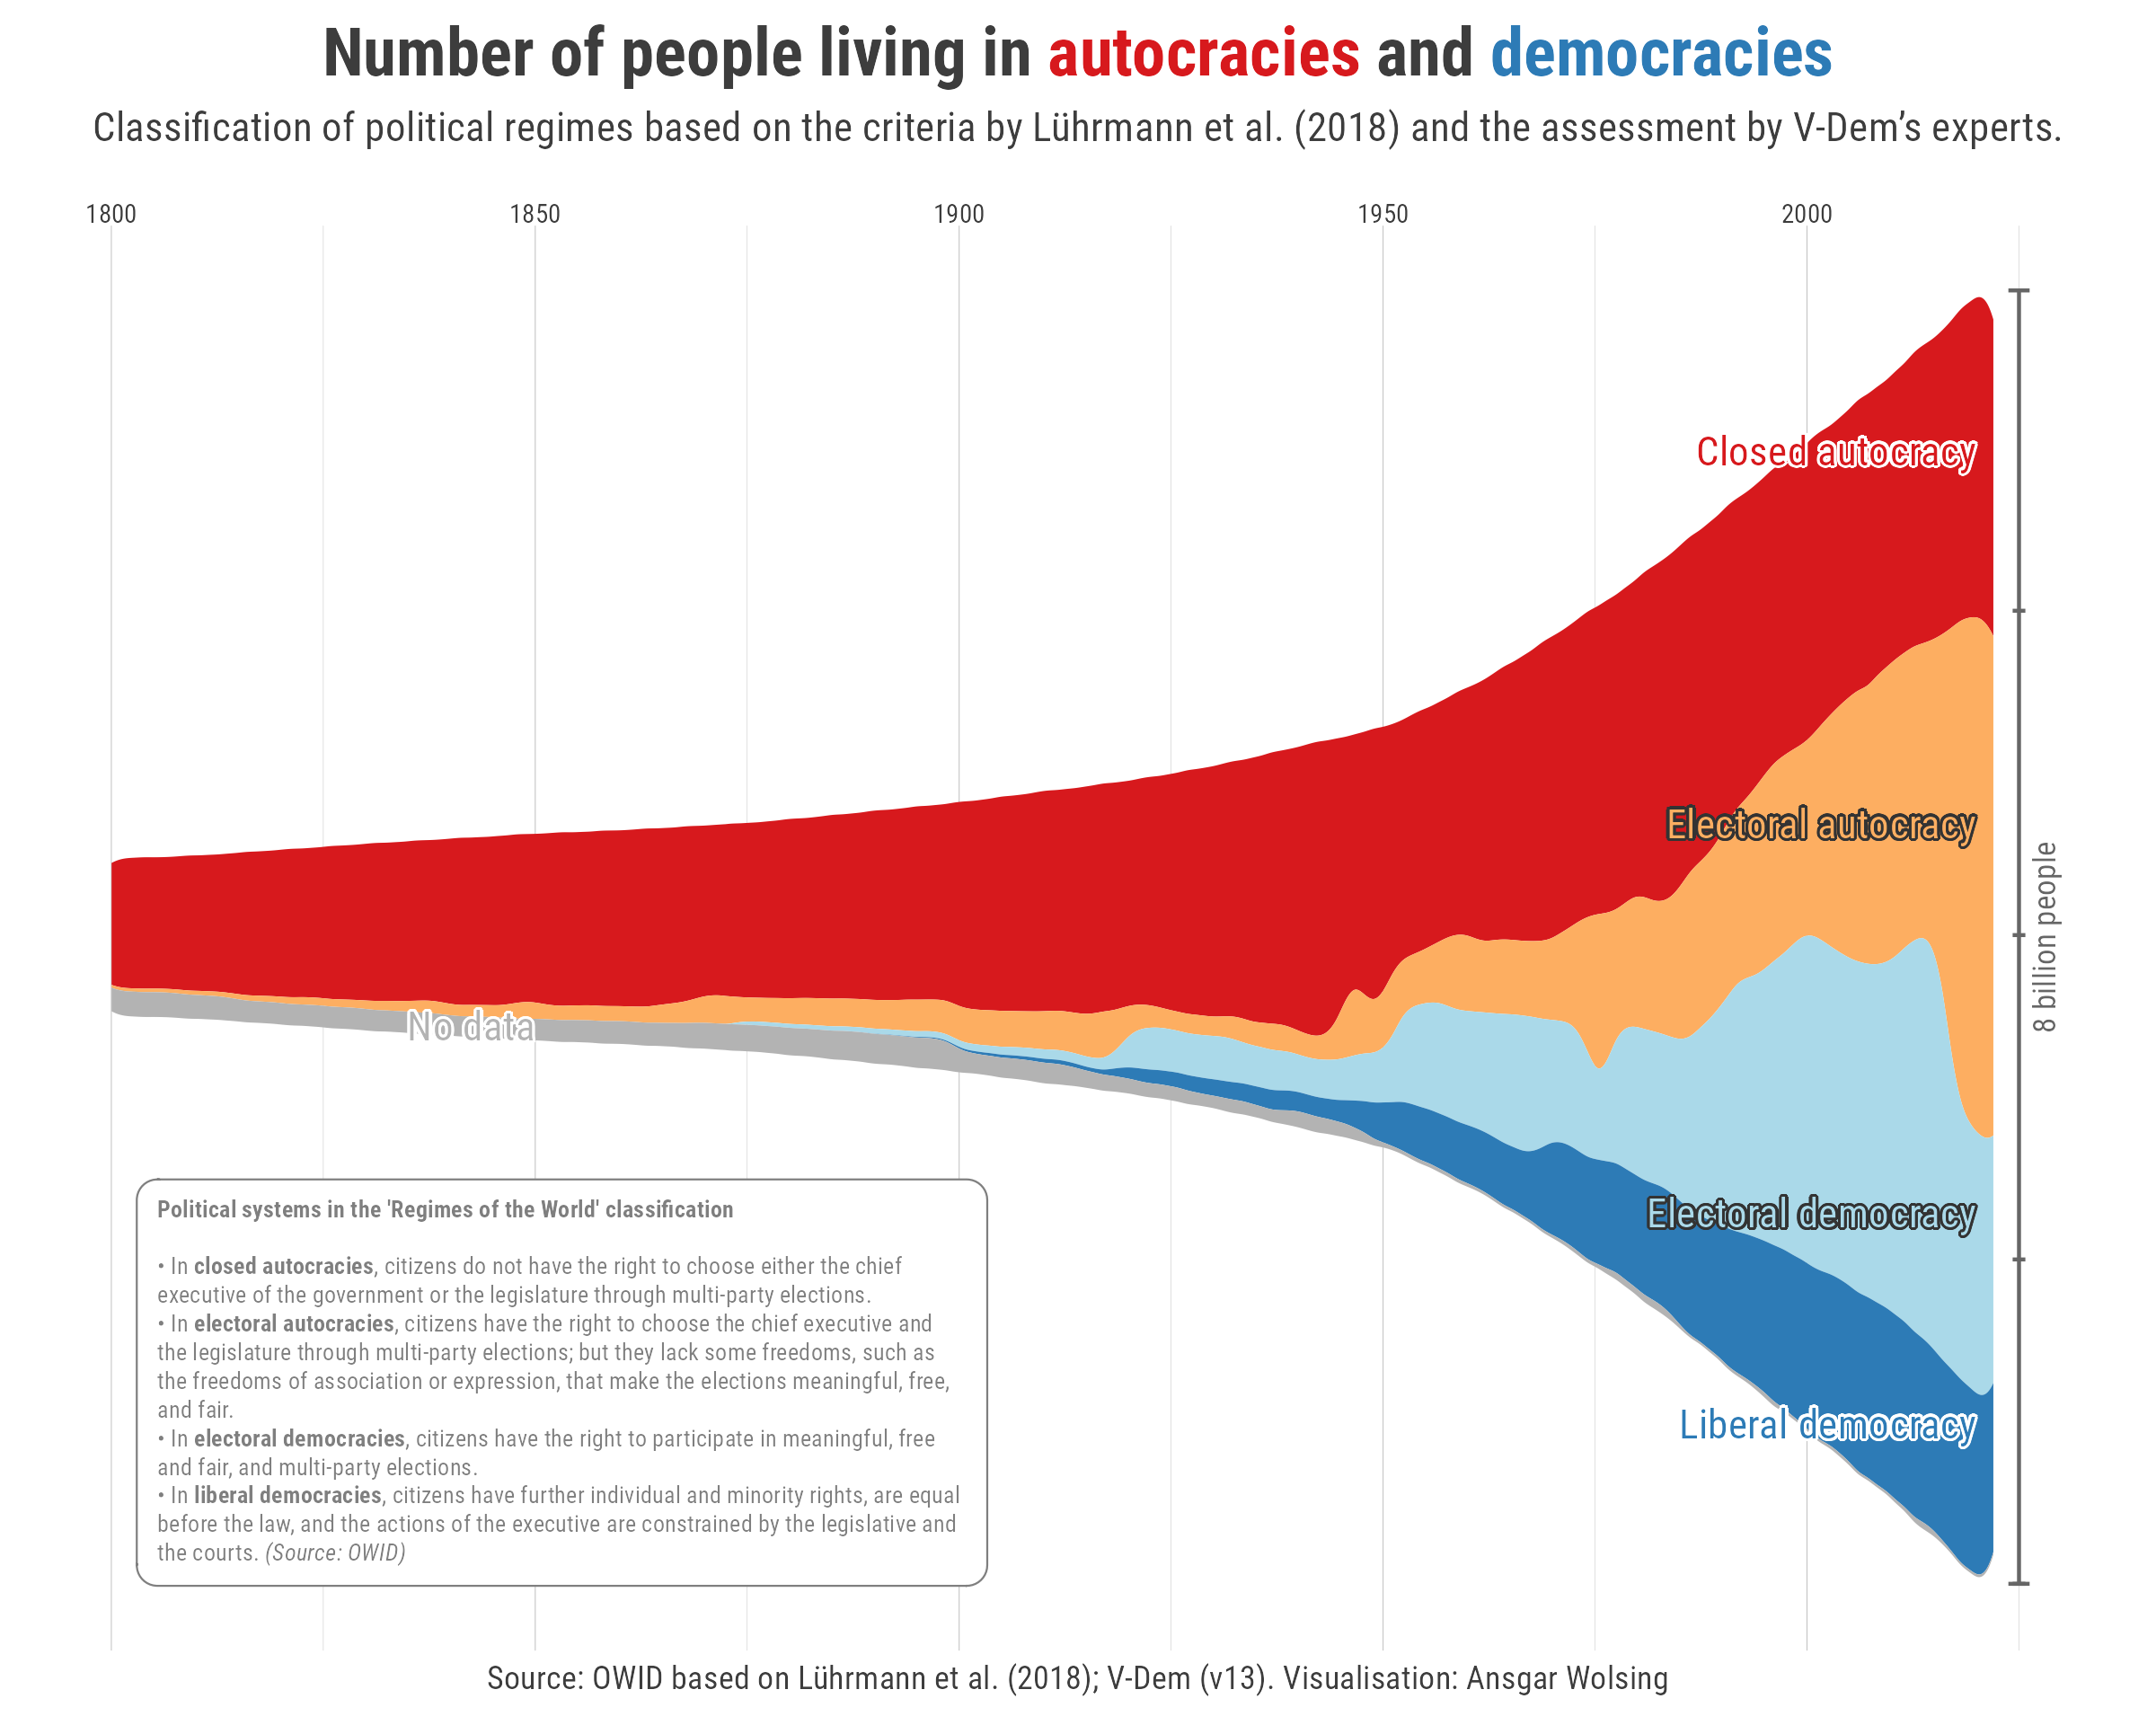 Number of people living in autocracies and democracies
Classification of political regimes based on the criteria by Lührmann et al. (2018) and the assessment by V-Dem’s experts.
1800 1850 1900 1950 2000
Closed autocracy
Electoral autocracy
8 billion people
No data
Electoral democracy
Liberal democracy
Political systems in the 'Regimes of the World' classification
• In closed autocracies, citizens do not have the right to choose either the chief
executive of the government or the legislature through multi-party elections.
• In electoral autocracies, citizens have the right to choose the chief executive and
the legislature through multi-party elections; but they lack some freedoms, such as
the freedoms of association or expression, that make the elections meaningful, free,
and fair.
• In electoral democracies, citizens have the right to participate in meaningful, free
and fair, and multi-party elections.
• In liberal democracies, citizens have further individual and minority rights, are equal
before the law, and the actions of the executive are constrained by the legislative and
the courts. (Source: OWID)
Source: OWID based on Lührmann et al. (2018); V-Dem (v13). Visualisation: Ansgar Wolsing